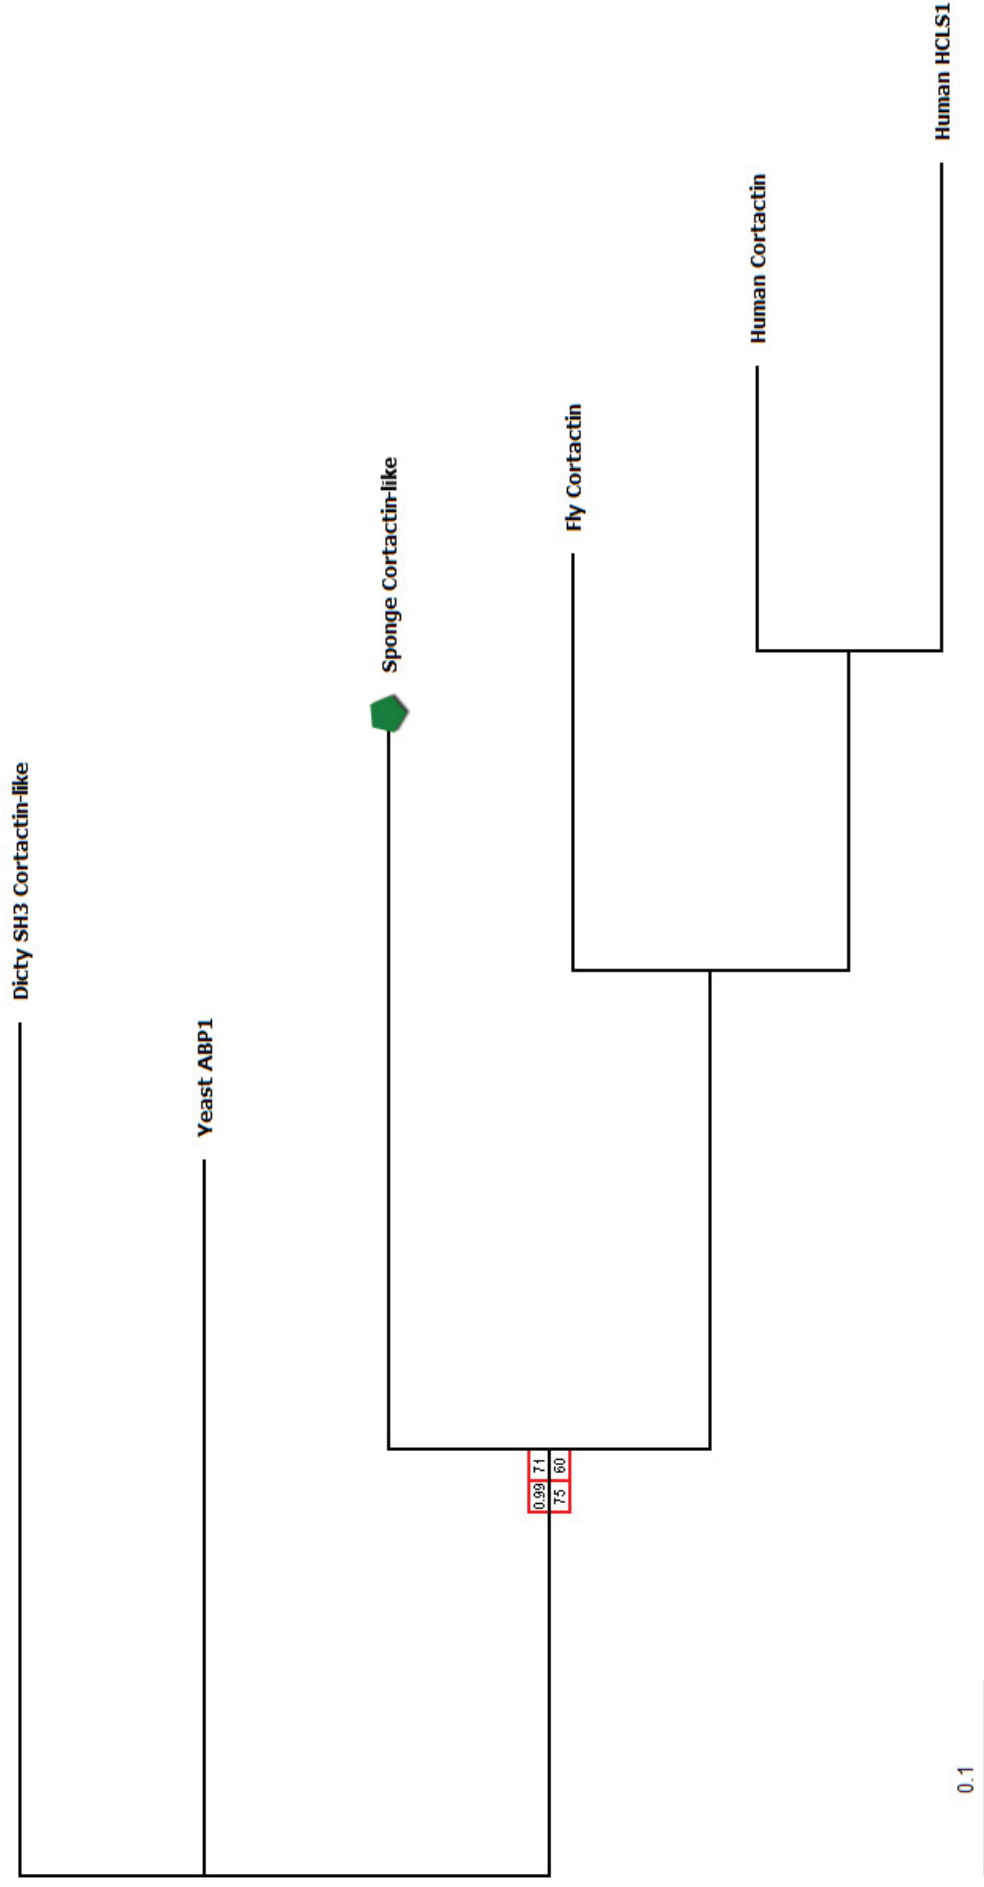 Dicty SH3 Cortactin-like
Yeast ABP1
Sponge Cortactin-like
0.99 71
75 60
Fly Cortactin
Human Cortactin
Human HCLS1
0.1